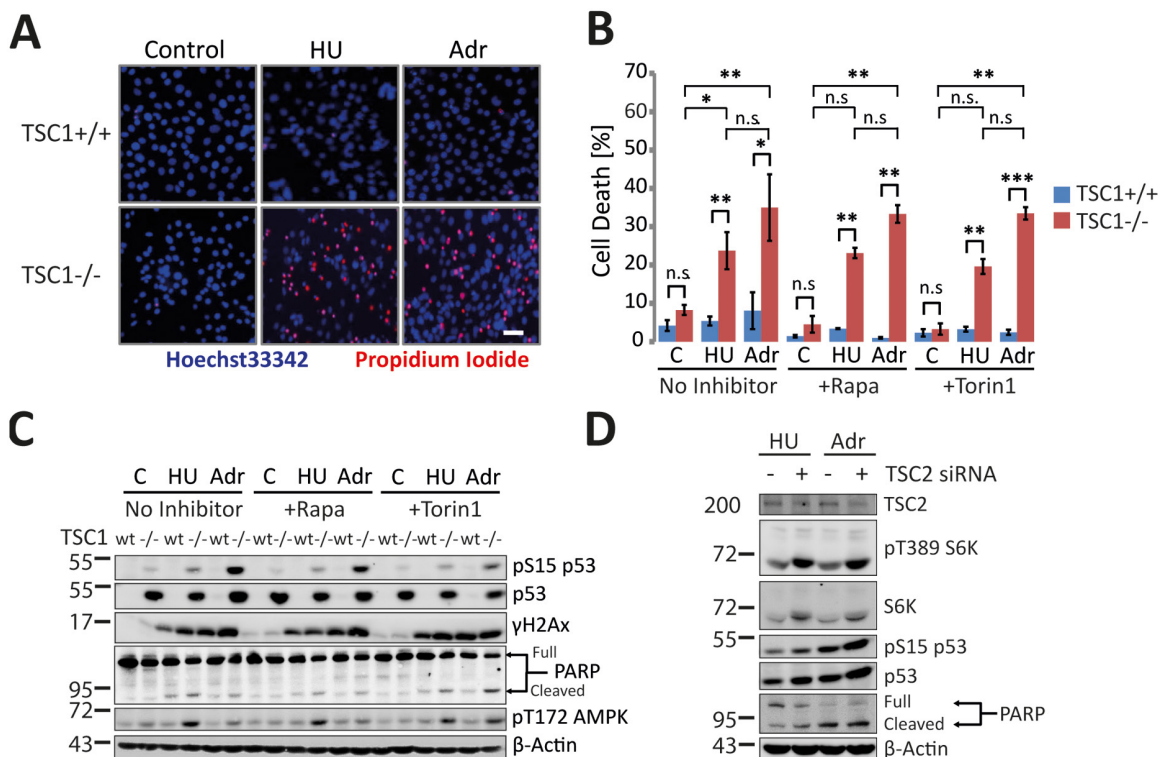 A
Control HU Adr
TSC1+/+
TSC1-/-
Hoechst33342 Propidium Iodide
B
Cell Death [%]
70
60
50
40
30
20
10
0
** ** **
* n.s n.s.
n.s n.s n.s
*
** ** ** ** ** ***
n.s n.s n.s
TSC1+/+
TSC1-/-
C HU Adr C HU Adr C HU Adr
No Inhibitor +Rapa +Torin1
C
C HU Adr C HU Adr C HU Adr
No Inhibitor +Rapa +Torin1
TSC1 wt -/- wt -/- wt -/- wt -/- wt -/- wt -/- wt -/- wt -/- wt -/-
55 pS15 p53
55 p53
17 γH2Ax
Full
PARP
95 Cleaved
72 pT172 AMPK
43 β-Actin
D
HU Adr
- + - + TSC2 siRNA
200 TSC2
72 pT389 S6K
72 S6K
55 pS15 p53
p53
Full
PARP
95 Cleaved
43 β-Actin